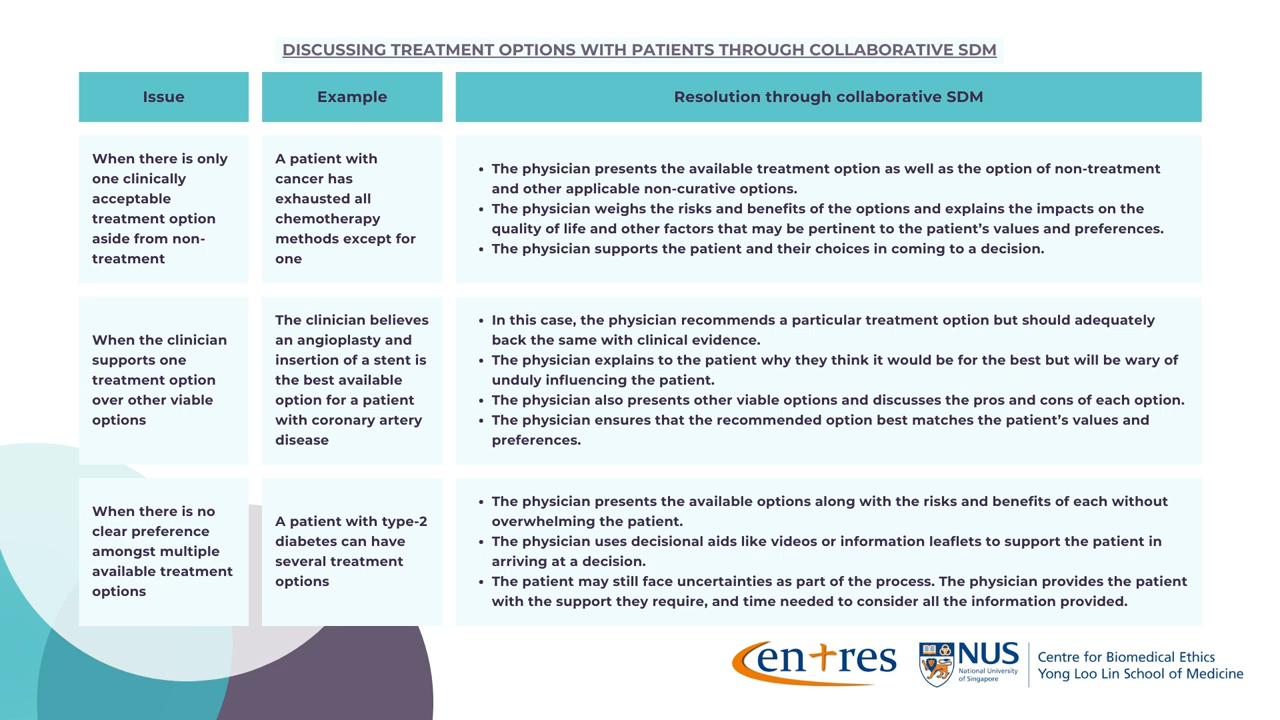 DISCUSSING TREATMENT OPTIONS WITH PATIENTS THROUGH COLLABORATIVE SDM
Issue
Example
Resolution through collaborative SDM
When there is only
one clinically
acceptable
treatment option
aside from non-
treatment
A patient with
cancer has
exhausted all
chemotherapy
methods except for
one
• The physician presents the available treatment option as well as the option of non-treatment
and other applicable non-curative options.
• The physician weighs the risks and benefits of the options and explains the impacts on the
quality of life and other factors that may be pertinent to the patient's values and preferences.
• The physician supports the patient and their choices in coming to a decision.
When the clinician
supports one
treatment option
over other viable
options
The clinician believes
an angioplasty and
insertion of a stent is
the best available
option for a patient
with coronary artery
disease
• In this case, the physician recommends a particular treatment option but should adequately
back the same with clinical evidence.
• The physician explains to the patient why they think it would be for the best but will be wary of
unduly influencing the patient.
• The physician also presents other viable options and discusses the pros and cons of each option.
• The physician ensures that the recommended option best matches the patient's values and
preferences.
When there is no
clear preference
amongst multiple
available treatment
options
A patient with type-2
diabetes can have
several treatment
options
• The physician presents the available options along with the risks and benefits of each without
overwhelming the patient.
• The physician uses decisional aids like videos or information leaflets to support the patient in
arriving at a decision.
• The patient may still face uncertainties as part of the process. The physician provides the patient
with the support they require, and time needed to consider all the information provided.
centres
NUS
National University
of Singapore
Centre for Biomedical Ethics
Yong Loo Lin School of Medicine